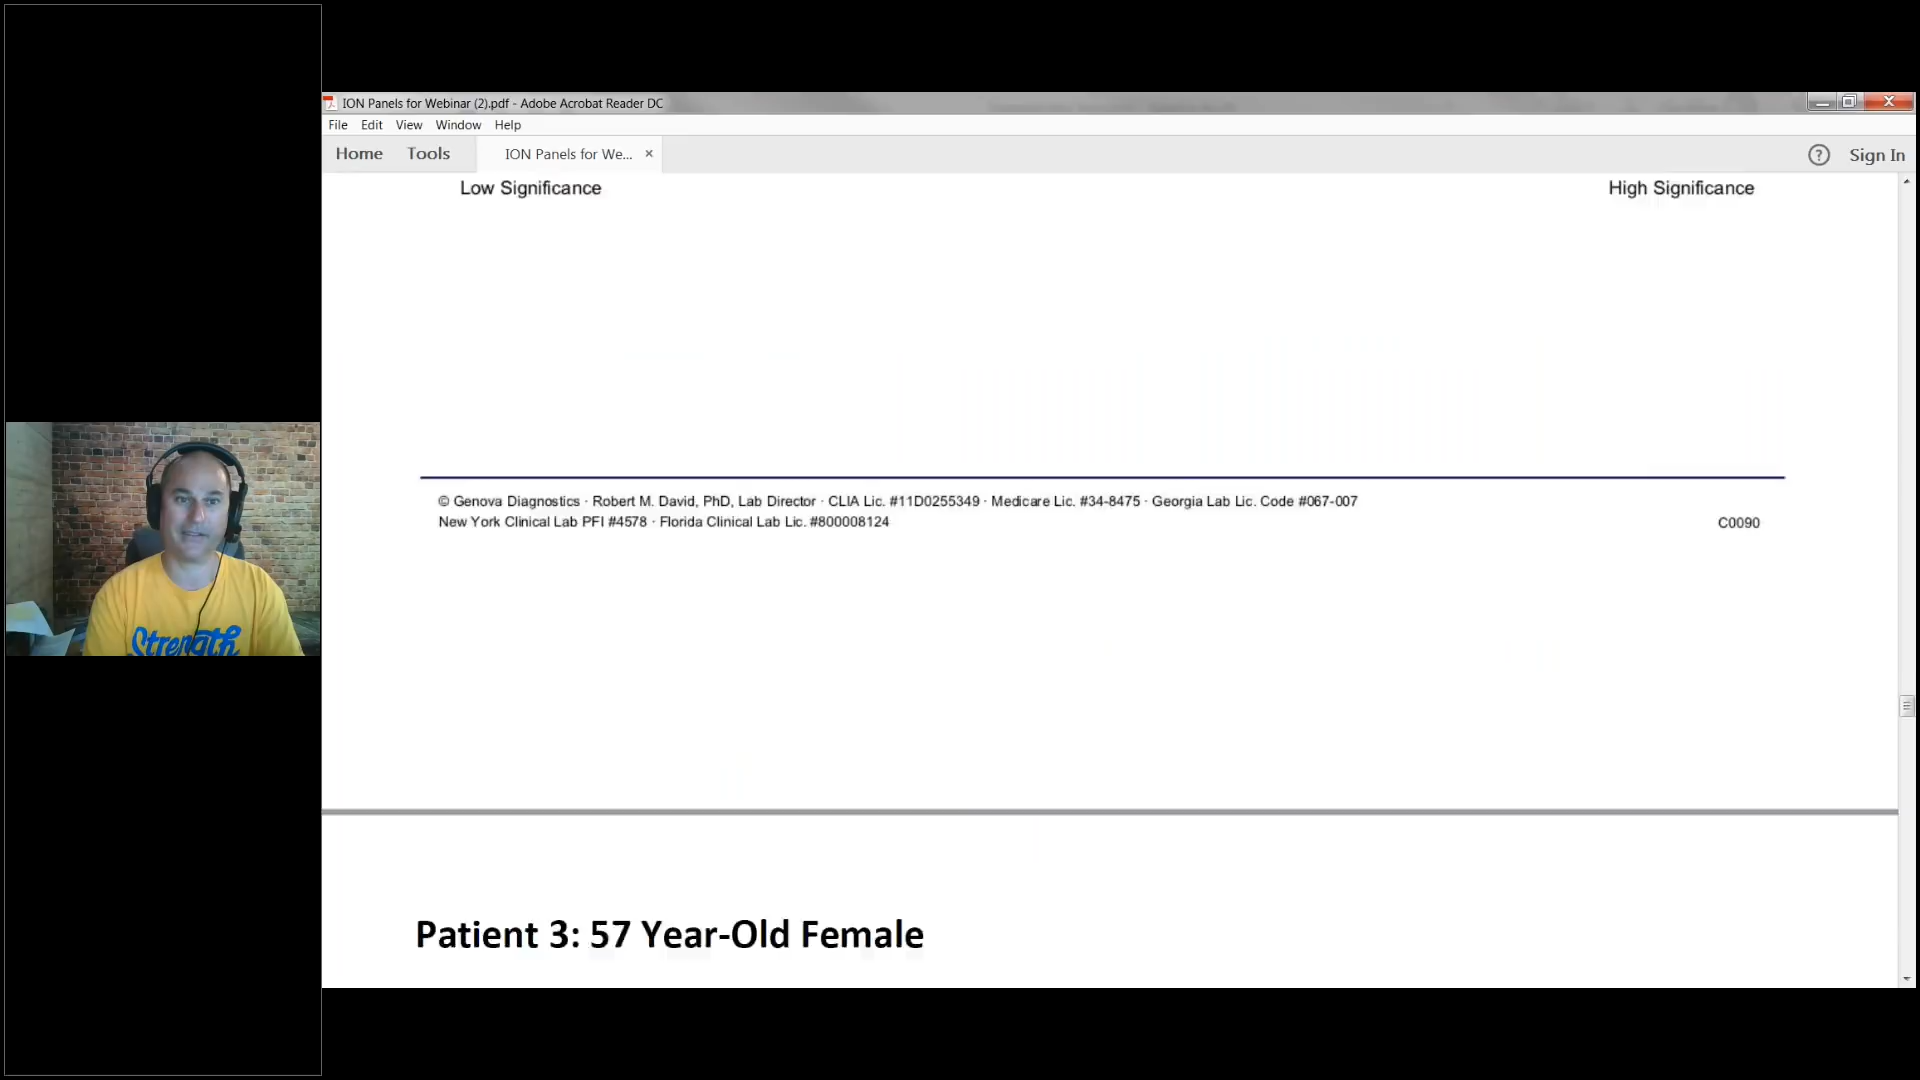 ION Panels for Webinar (2).pdf - Adobe Acrobat Reader DC
File Edit View Window Help
Home Tools ION Panels for We... × ? Sign In
Low Significance High Significance
© Genova Diagnostics · Robert M. David, PhD, Lab Director · CLIA Lic. #11D0255349 · Medicare Lic. #34-8475 · Georgia Lab Lic. Code #067-007
New York Clinical Lab PFI #4578 · Florida Clinical Lab Lic. #800008124 C0090
Strength
Patient 3: 57 Year-Old Female